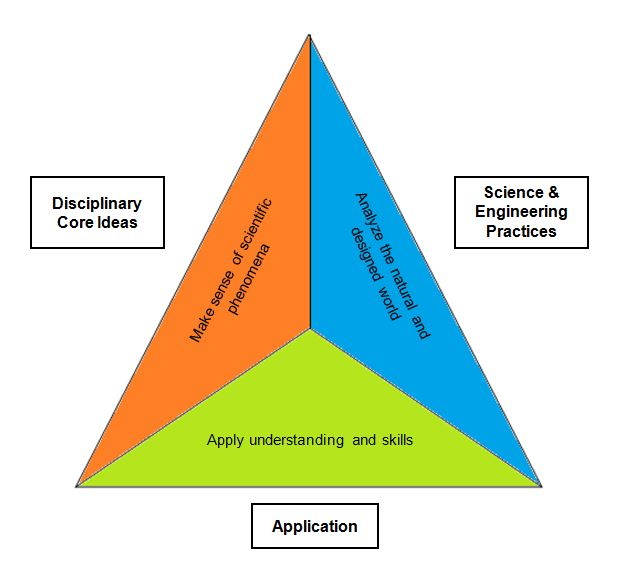 Disciplinary
Core Ideas
Science &
Engineering
Practices
Make sense of scientific
phenomena
Analyze the natural and
designed world
Apply understanding and skills
Application